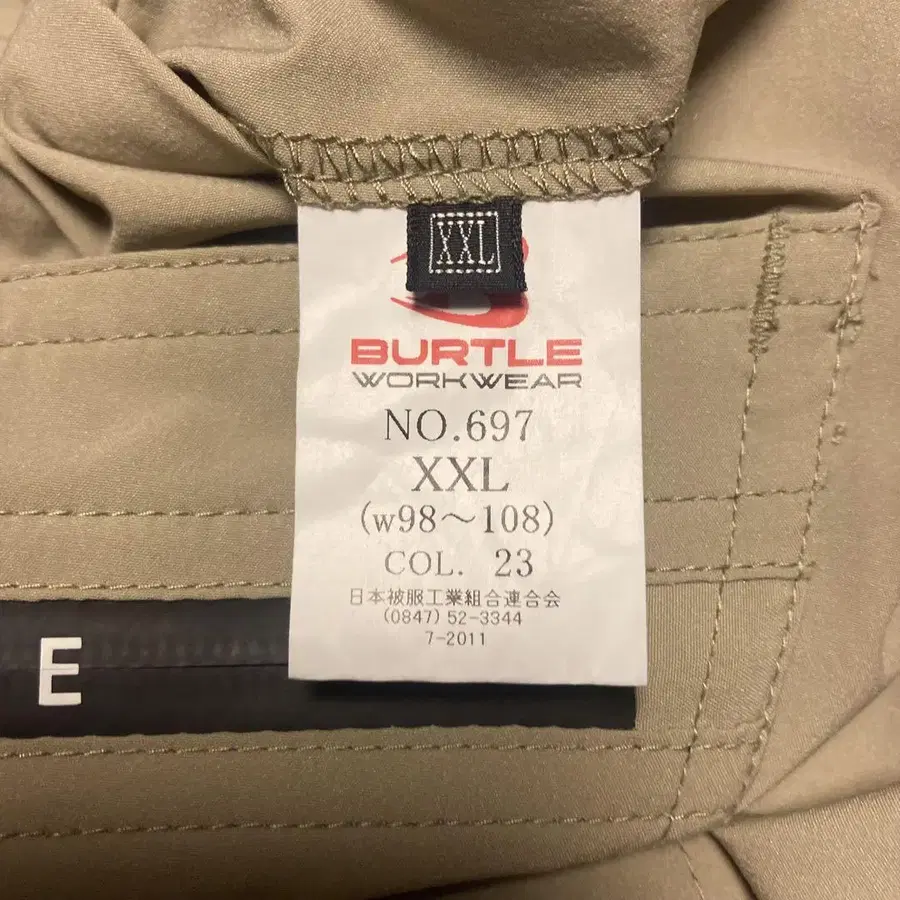 XXL
BURTLE
WORKWEAR
NO.697
XXL
(w98～108)
COL. 23
日本被服工業組合連合会
(0847) 52-3344
7-2011
E